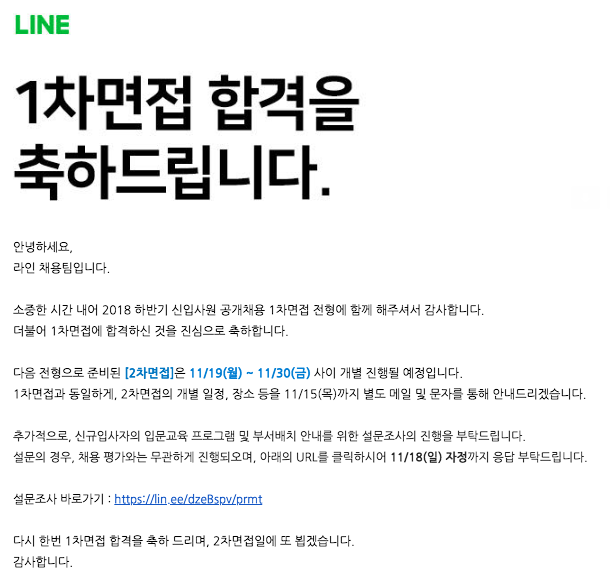 LINE
1차면접 합격을
축하드립니다.
안녕하세요,
라인 채용팀입니다.
소중한 시간 내어 2018 하반기 신입사원 공개채용 1차면접 전형에 함께 해주셔서 감사합니다.
더불어 1차면접에 합격하신 것을 진심으로 축하합니다.
다음 전형으로 준비된 [2차면접]은 11/19(월) ~ 11/30(금) 사이 개별 진행될 예정입니다.
1차면접과 동일하게, 2차면접의 개별 일정, 장소 등을 11/15(목)까지 별도 메일 및 문자를 통해 안내드리겠습니다.
추가적으로, 신규입사자의 입문교육 프로그램 및 부서배치 안내를 위한 설문조사의 진행을 부탁드립니다.
설문의 경우, 채용 평가와는 무관하게 진행되오며, 아래의 URL를 클릭하시어 11/18(일) 자정까지 응답 부탁드립니다.
설문조사 바로가기 : https://lin.ee/dzeBspv/prmt
다시 한번 1차면접 합격을 축하 드리며, 2차면접일에 또 뵙겠습니다.
감사합니다.